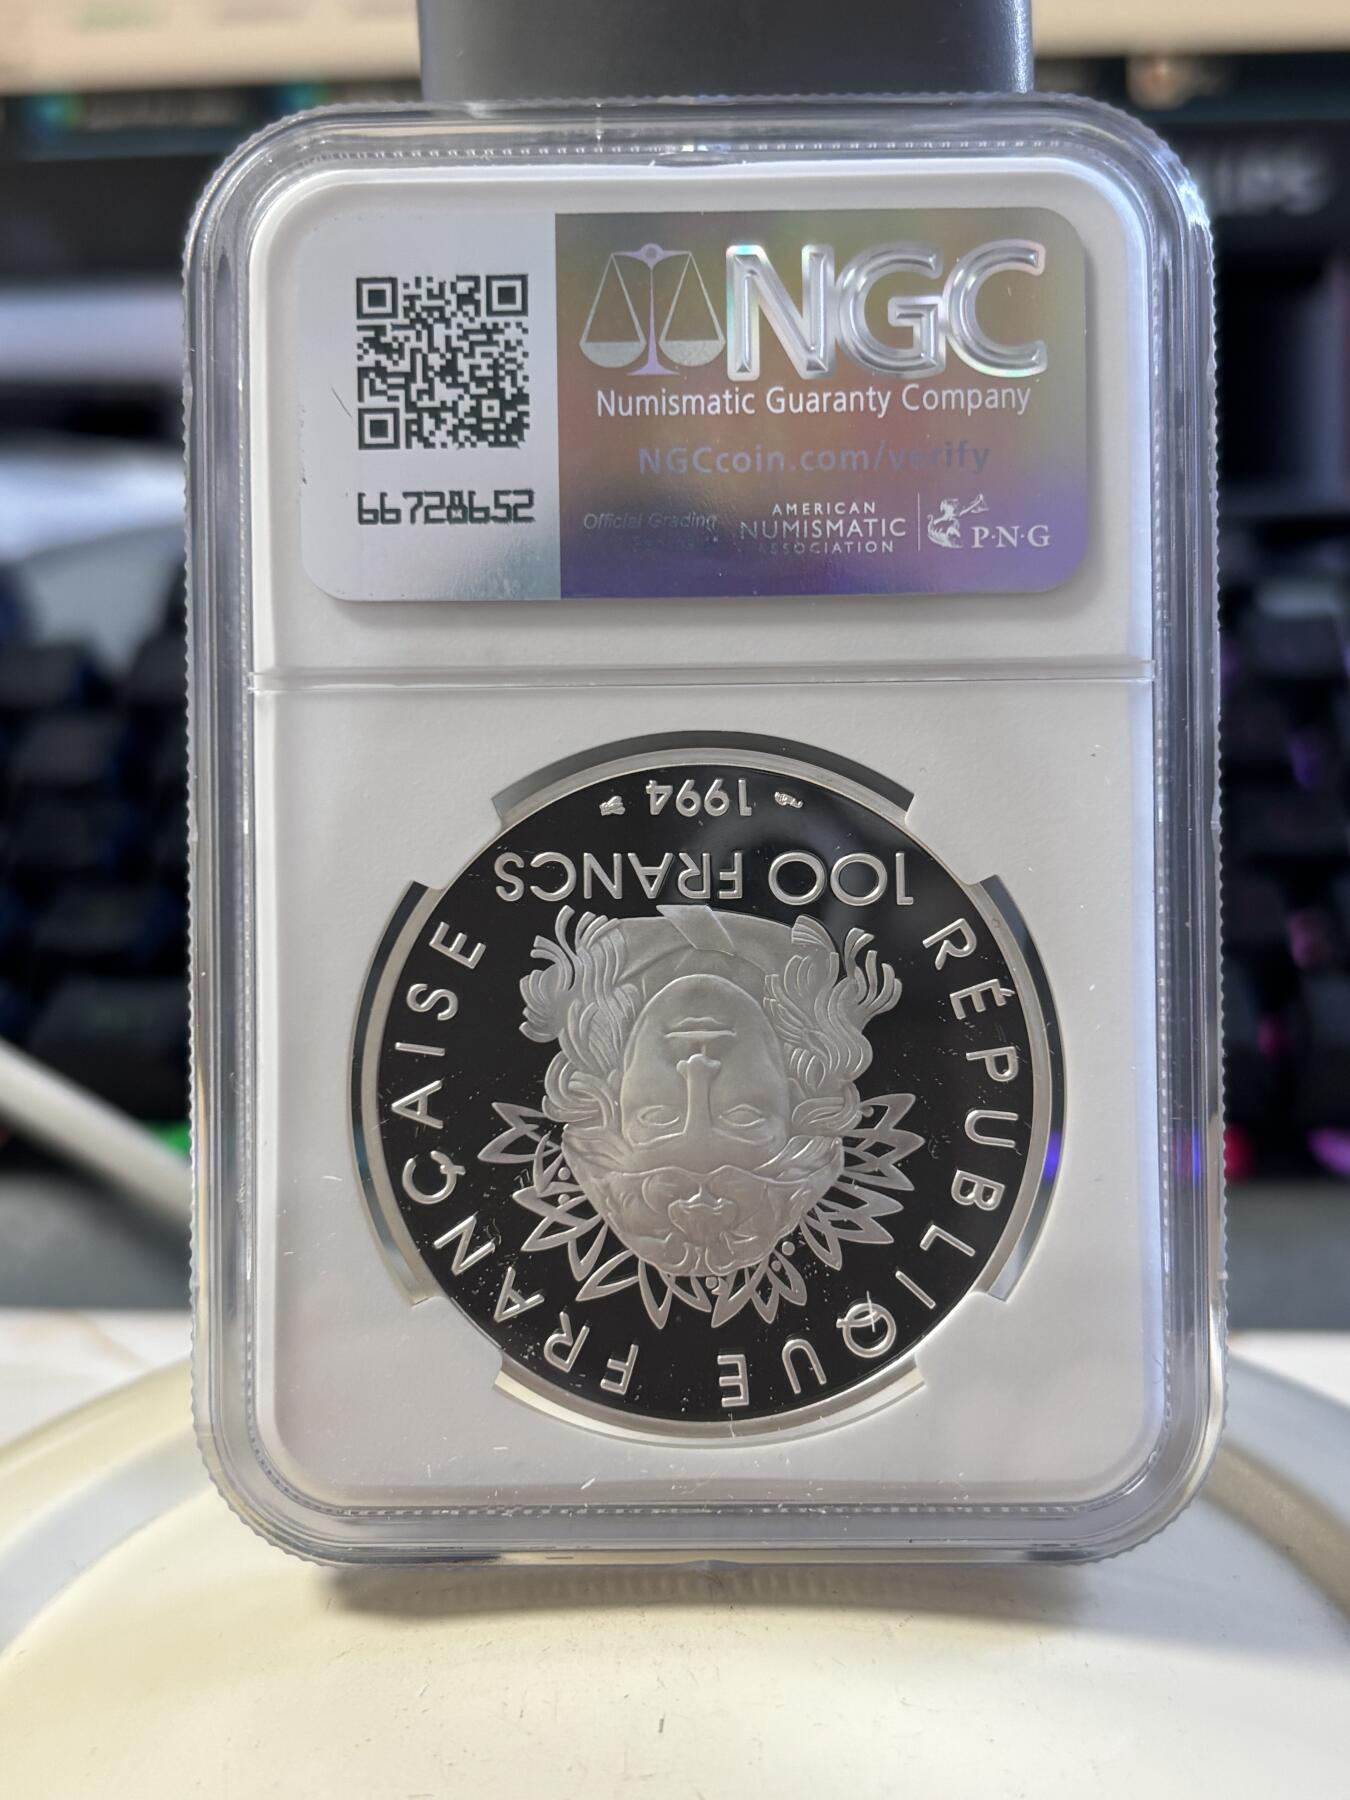 NGC
Numismatic Guaranty Company
NGCcoin.com/verify
66728652
Official Grading
AMERICAN
NUMISMATIC
ASSOCIATION
P·N·G
1994
100 FRANCS
RÉPUBLIQUE FRANÇAISE